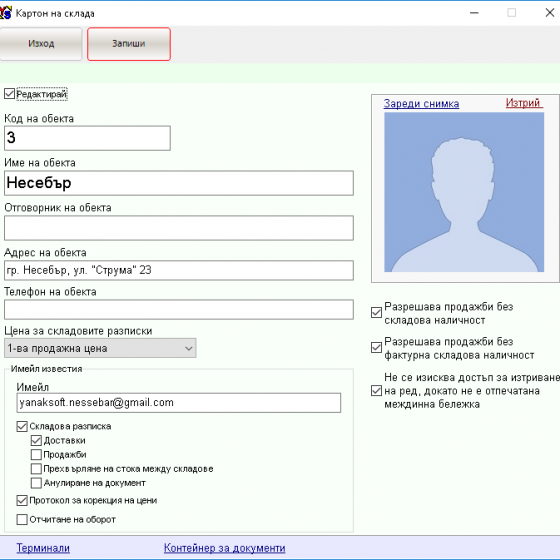 Картон на склада
Изход
Запиши
Редактирай
Код на обекта
3
Име на обекта
Несебър
Отговорник на обекта
Адрес на обекта
гр. Несебър, ул. "Струма" 23
Телефон на обекта
Цена за складовите разписки
1-ва продажна цена
Имейл известия
Имейл
yanaksoft.nessebar@gmail.com
Складова разписка
Доставки
Продажби
Прехвърляне на стока между складове
Анулиране на документ
Протокол за корекция на цени
Отчитане на оборот
Зареди снимка
Изтрий
Разрешава продажби без
складова наличност
Разрешава продажби без
фактурна складова наличност
Не се изисква достъп за изтриване
на ред, докато не е отпечатана
междинна бележка
Терминали
Контейнер за документи